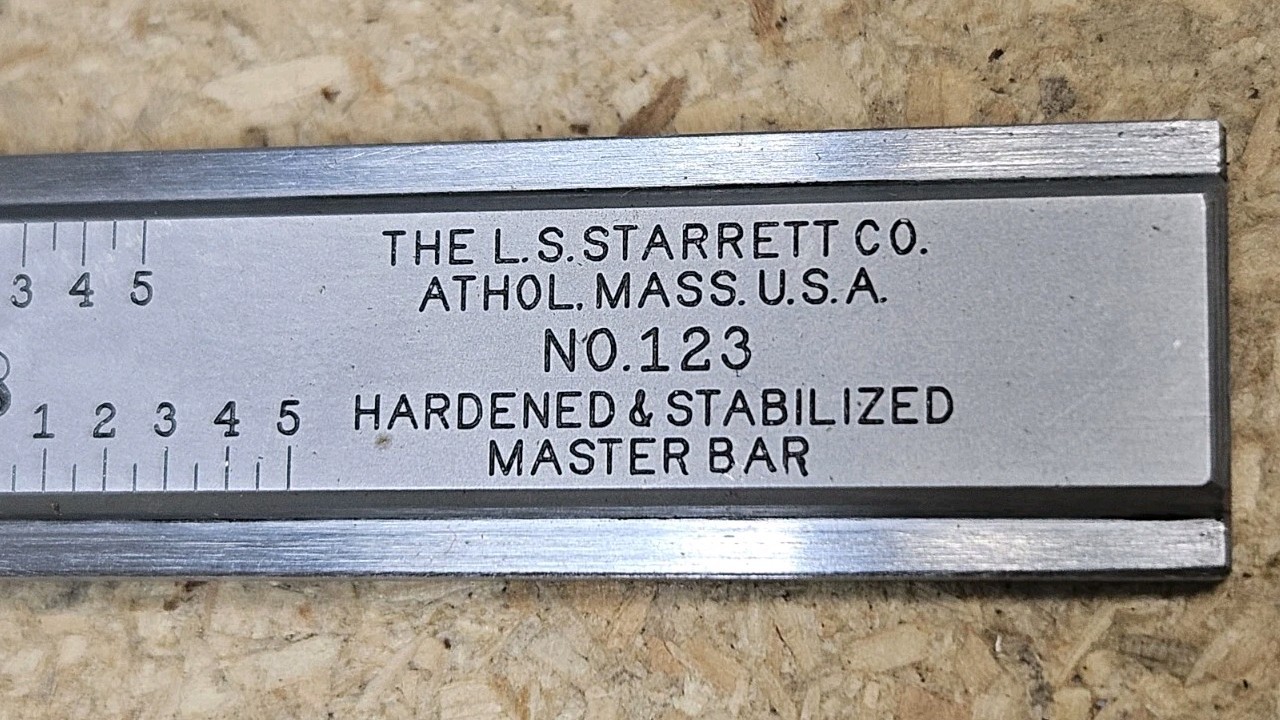 3 4 5
THE L.S. STARRETT CO.
ATHOL, MASS. U.S.A.
NO. 123
1 2 3 4 5
HARDENED & STABILIZED
MASTER BAR